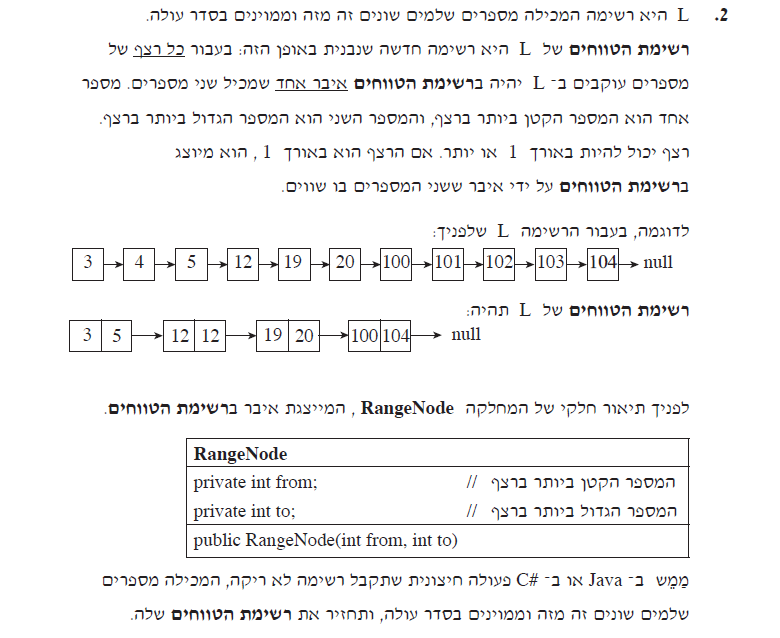 2. L היא רשימה המכילה מספרים שלמים שונים זה מזה וממוינים בסדר עולה.
רשימת הטווחים של L היא רשימה חדשה שנבנית באופן הזה: בעבור כל רצף של
מספרים עוקבים ב־ L יהיה ברשימת הטווחים איבר אחד שמכיל שני מספרים. מספר
אחד הוא המספר הקטן ביותר ברצף, והמספר השני הוא המספר הגדול ביותר ברצף.
רצף יכול להיות באורך 1 או יותר. אם הרצף הוא באורך 1 , הוא מיוצג
ברשימת הטווחים על ידי איבר ששני המספרים בו שווים.
לדוגמה, בעבור הרשימה L שלפניך:
3 4 5 12 19 20 100 101 102 103 104 null
רשימת הטווחים של L תהיה:
3 5 12 12 19 20 100 104 null
לפניך תיאור חלקי של המחלקה RangeNode , המייצגת איבר ברשימת הטווחים.
RangeNode
private int from; // המספר הקטן ביותר ברצף
private int to; // המספר הגדול ביותר ברצף
public RangeNode(int from, int to)
מַמֵש ב־ Java או ב־ C# פעולה חיצונית שתקבל רשימה לא ריקה, המכילה מספרים
שלמים שונים זה מזה וממוינים בסדר עולה, ותחזיר את רשימת הטווחים שלה.